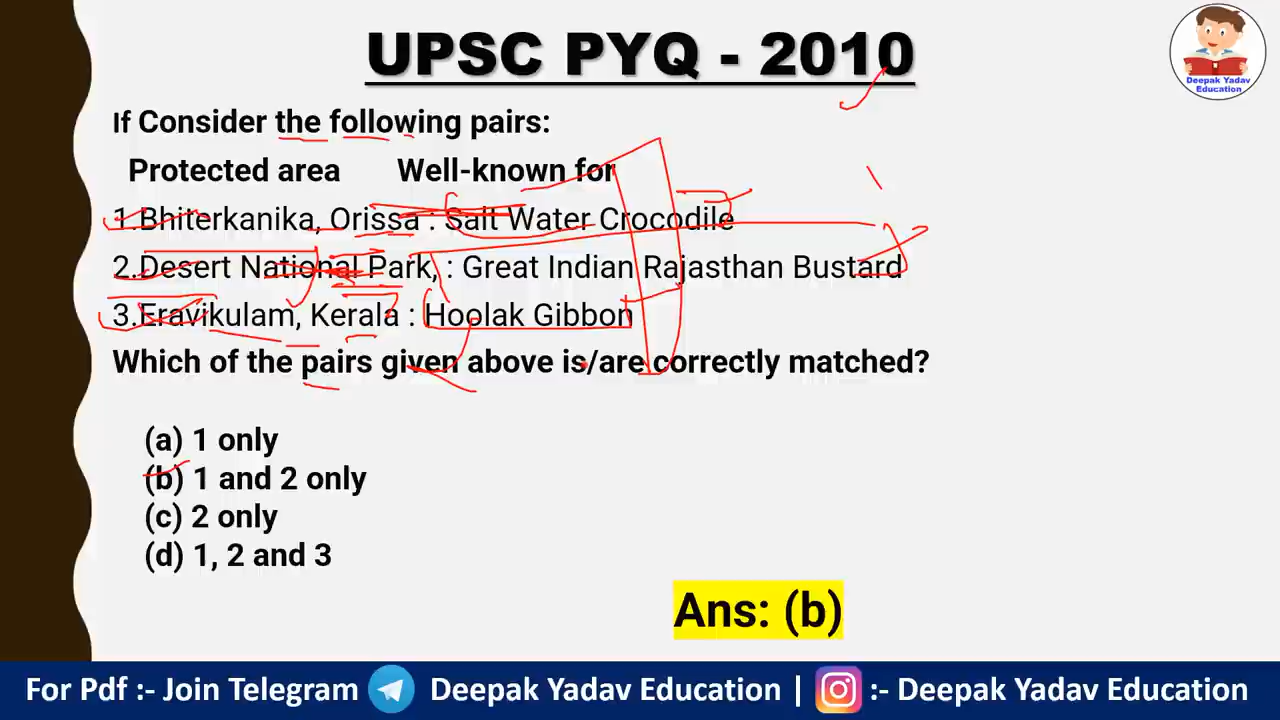 UPSC PYQ - 2010
Deepak Yadav
Education
If Consider the following pairs:
Protected area Well-known for
1.Bhiterkanika, Orissa : Salt Water Crocodile
2.Desert National Park, : Great Indian Rajasthan Bustard
3.Eravikulam, Kerala : Hoolak Gibbon
Which of the pairs given above is/are correctly matched?
(a) 1 only
(b) 1 and 2 only
(c) 2 only
(d) 1, 2 and 3
Ans: (b)
For Pdf :- Join Telegram Deepak Yadav Education | :- Deepak Yadav Education